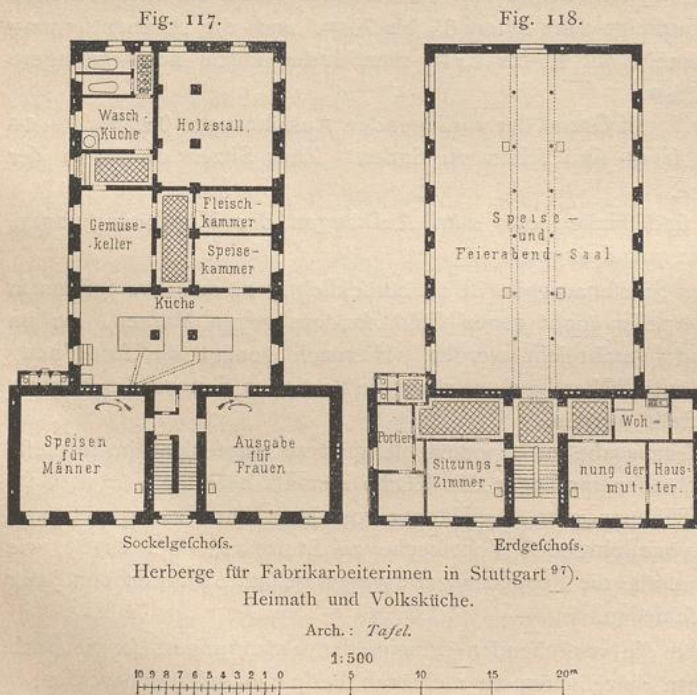 Fig. 117.
Fig. 118.
Wasch-
Küche
Holzstall.
Gemüse-
keller
Fleisch-
kammer
Speise-
kammer
Küche.
Speisen
für
Männer
Ausgabe
für
Frauen
Speise-
und
Feierabend-Saal
Portier
Sitzungs-
Zimmer.
Woh-
nung der Haus-
mut-ter.
Sockelgeſchoſs.
Erdgeſchoſs.
Herberge für Fabrikarbeiterinnen in Stuttgart 97).
Heimath und Volksküche.
Arch.: Tafel.
1:500
10 9 8 7 6 5 4 3 2 1 0 5 10 15 20m